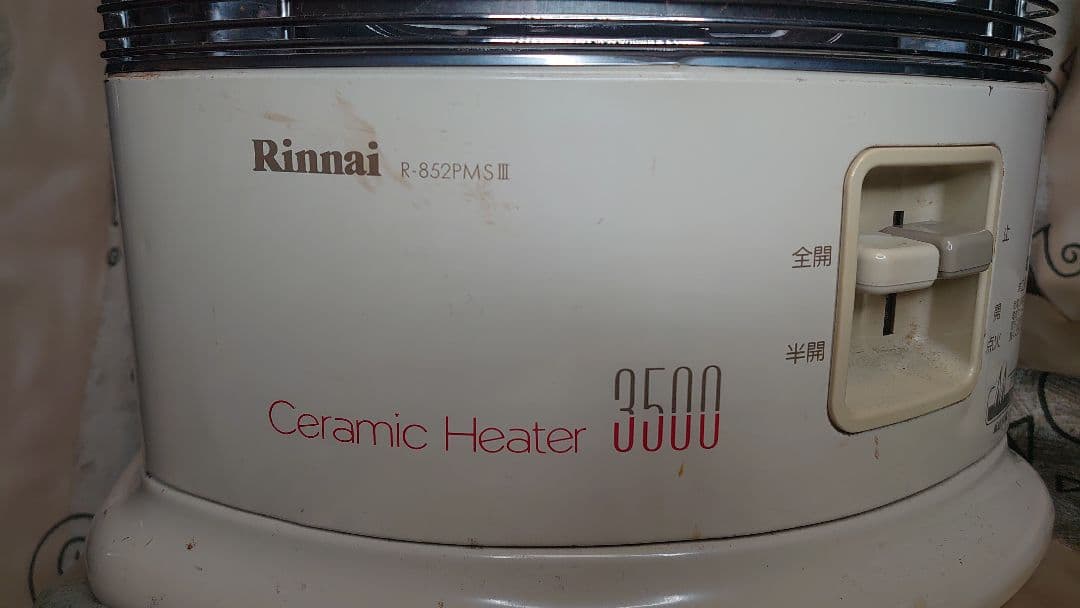 Rinnai R-852PMSⅢ
全開
止
半開
点火
Ceramic Heater 3500